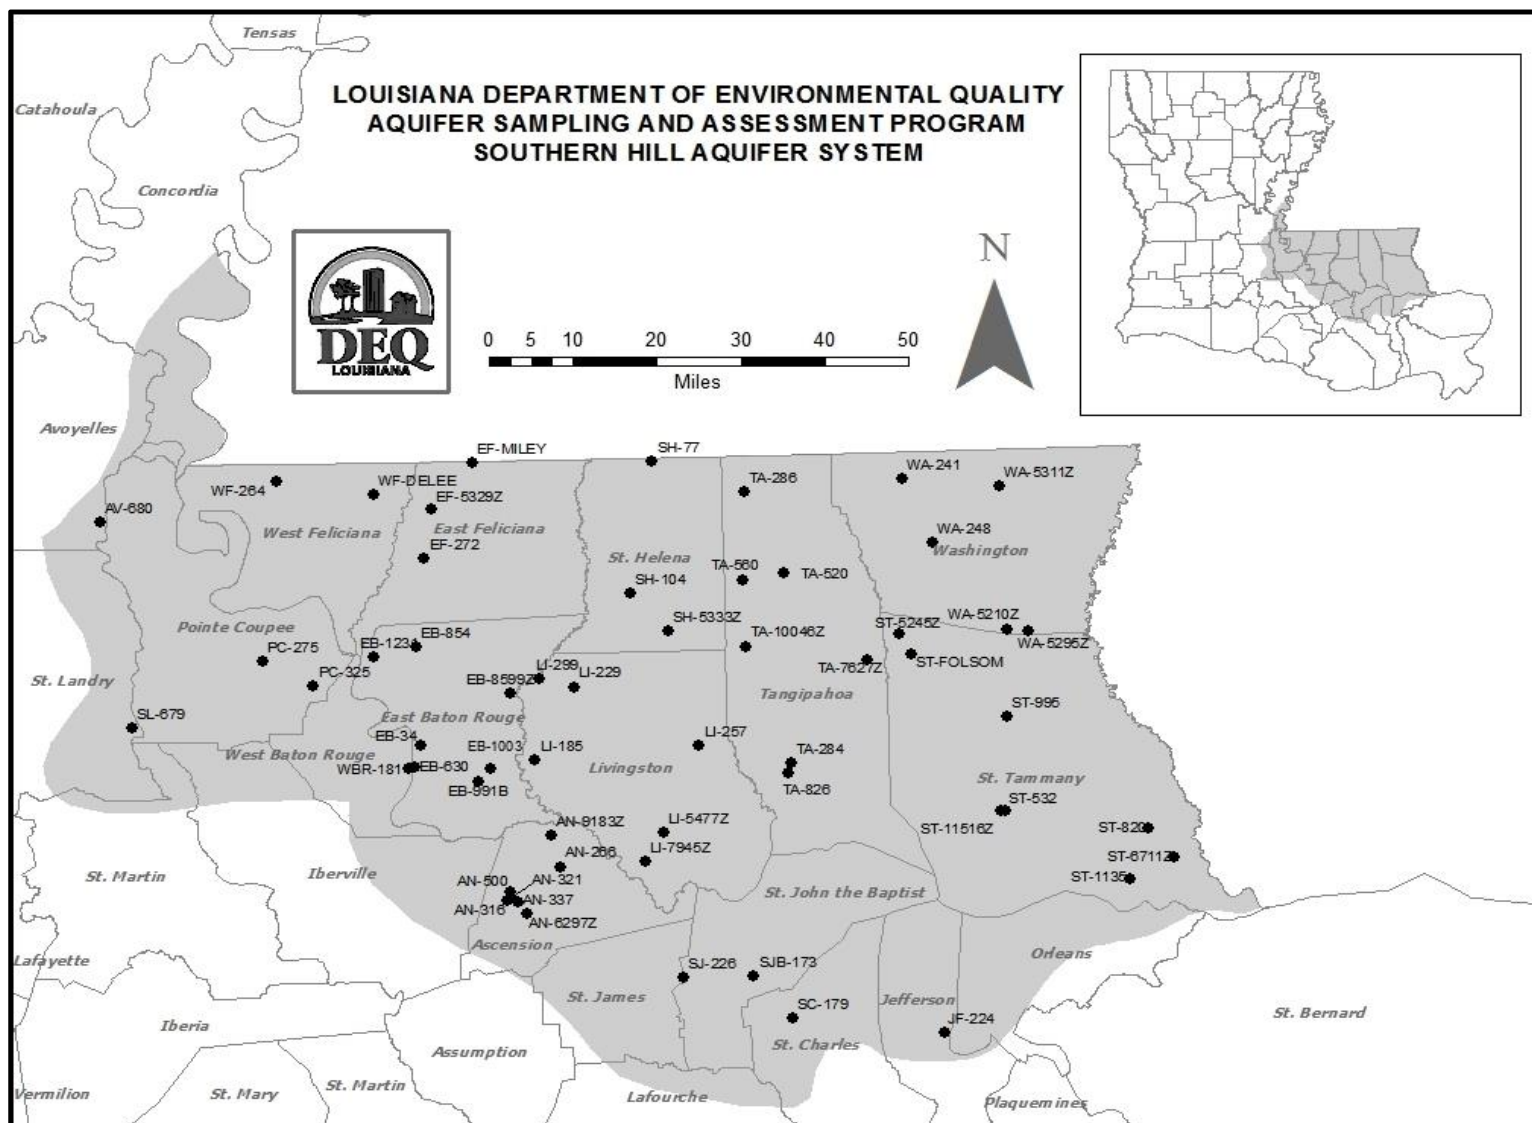 Tensas
Catahoula
LOUISIANA DEPARTMENT OF ENVIRONMENTAL QUALITY
AQUIFER SAMPLING AND ASSESSMENT PROGRAM
SOUTHERN HILL AQUIFER SYSTEM
Concordia
N
DEQ
LOUISIANA
0 10 20 30 40 50
Miles
Avoyelles
EF-MILEY
SH-77
WF-264
WF-DELEE
EF-5329Z
TA-286
WA-241
WA-5311Z
AV-680
West Feliciana
East Feliciana
WA-248
Washington
EF-272
St. Helena
TA-560
TA-520
SH-104
SH-5333Z
Pointe Coupee
EB-123
EB-854
TA-10046Z
ST-5245Z
WA-5210Z
WA-5295Z
PC-275
PC-325
LI-299
LI-229
TA-7627Z
ST-FOLSOM
St. Landry
EB-8599Z
Tangipahoa
SL-679
East Baton Rouge
ST-995
EB-34
EB-1003
LI-185
LI-257
West Baton Rouge
WBR-181
EB-630
EB-991B
Livingston
TA-284
TA-826
St. Tammany
ST-532
ST-11516Z
AN-9183Z
LI-5477Z
ST-820
LI-7945Z
AN-266
ST-6711Z
ST-1135
St. Martin
Iberville
AN-500
AN-321
AN-316
AN-337
AN-6297Z
St. John the Baptist
Ascension
Lafayette
Orleans
SJ-226
SJB-173
St. James
SC-179
Jefferson
JF-224
St. Bernard
Iberia
Assumption
St. Charles
Vermilion
St. Mary
St. Martin
Lafourche
Plaquemines